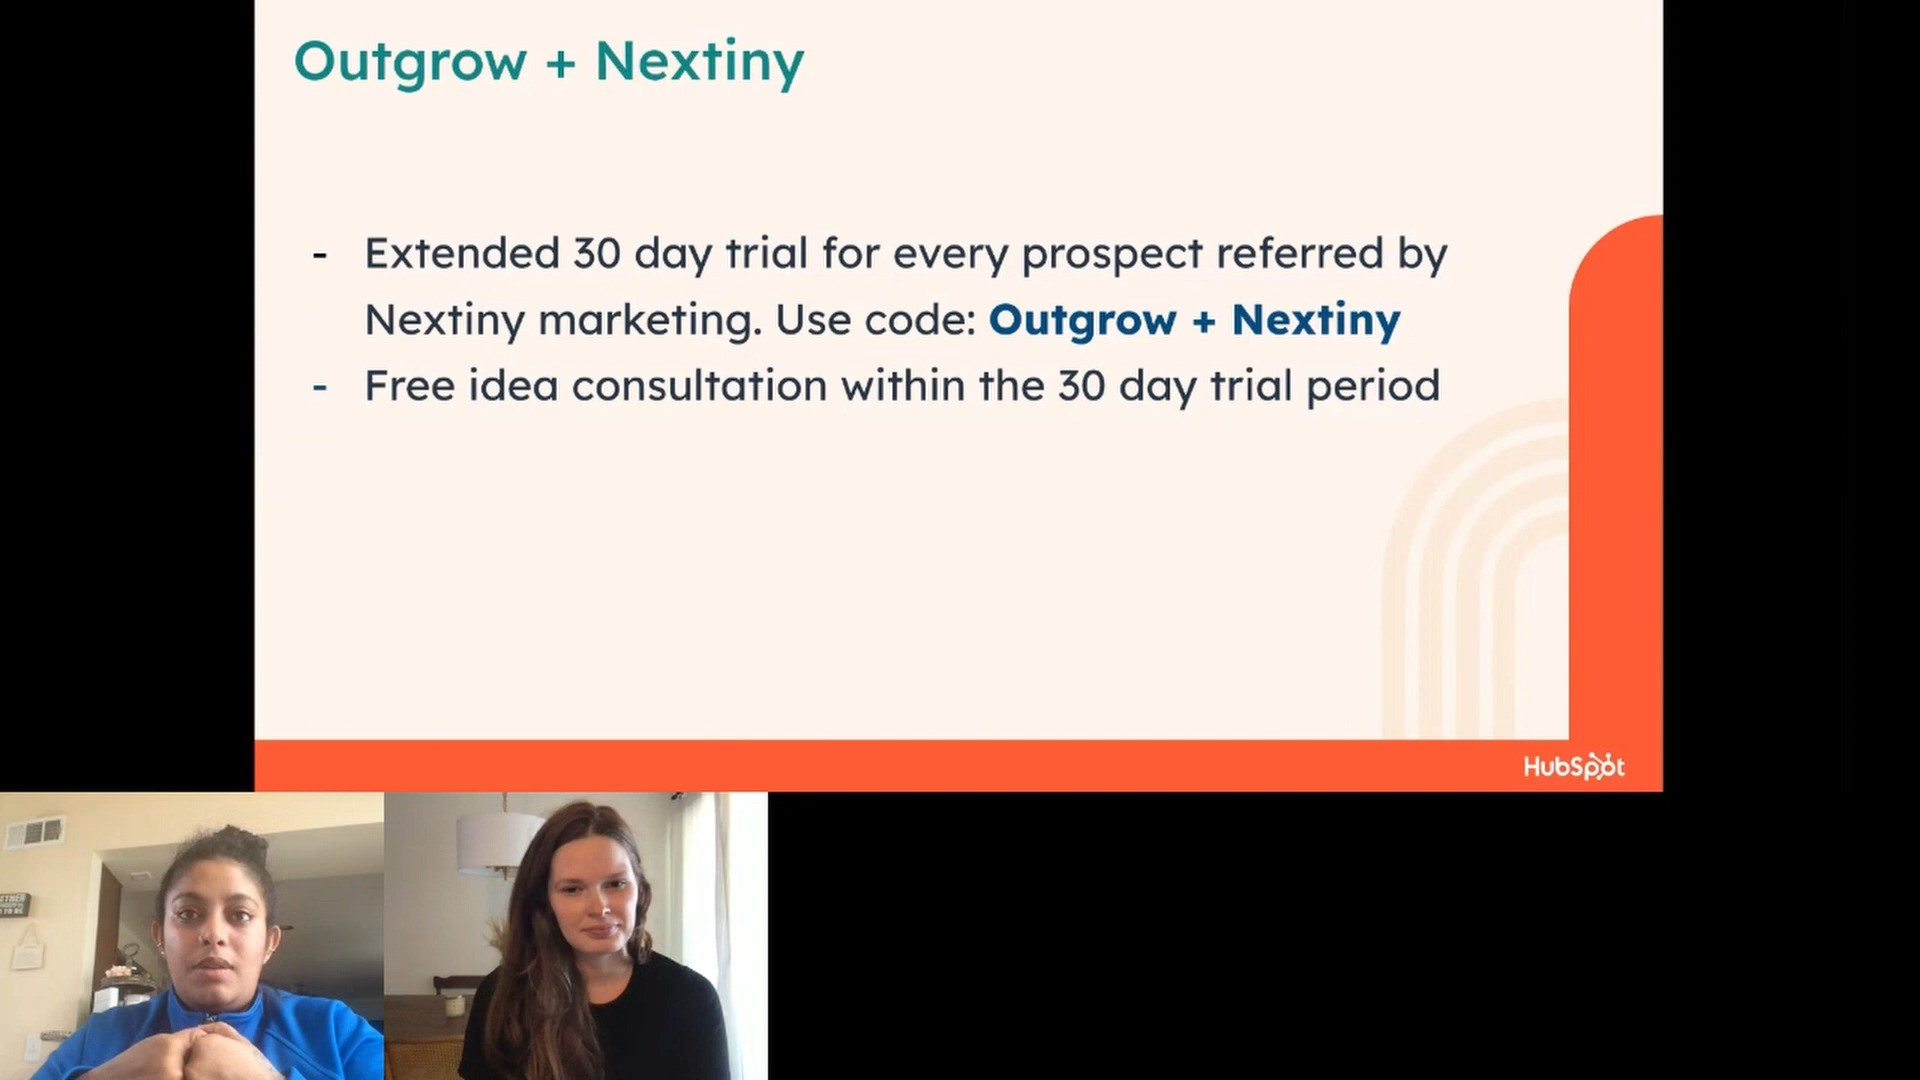 Outgrow + Nextiny
- Extended 30 day trial for every prospect referred by
Nextiny marketing. Use code: Outgrow + Nextiny
- Free idea consultation within the 30 day trial period
HubSpot